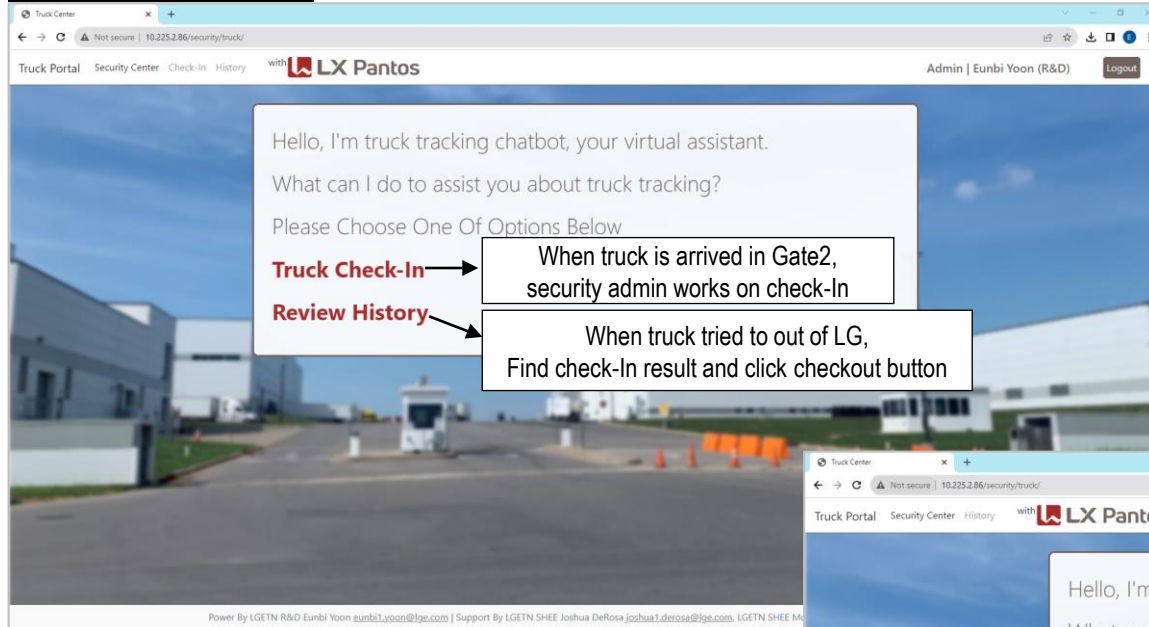 Truck Center
Not secure | 10.225.2.86/security/truck/
Truck Portal Security Center Check-In History with LX Pantos Admin | Eunbi Yoon (R&D) Logout
Hello, I'm truck tracking chatbot, your virtual assistant.
What can I do to assist you about truck tracking?
Please Choose One Of Options Below
Truck Check-In
When truck is arrived in Gate2,
security admin works on check-In
Review History
When truck tried to out of LG,
Find check-In result and click checkout button
Power By LGETN R&D Eunbi Yoon eunbi1.yoon@lge.com | Support By LGETN SHEE Joshua DeRosa joshua1.derosa@lge.com, LGETN SHEE
Truck Center
Not secure | 10.225.2.86/security/truck/
Truck Portal Security Center History with LX Pant
Hello, I'm